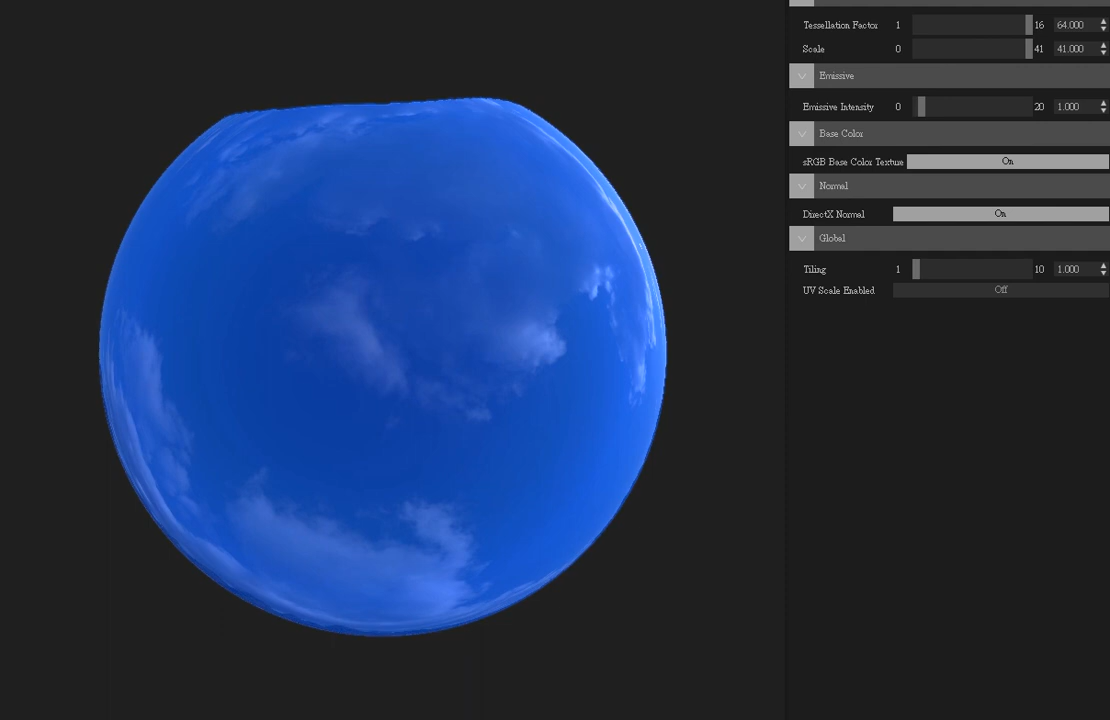 Tessellation Factor 1 16 64.000
Scale 0 41 41.000
Emissive
Emissive Intensity 0 20 1.000
Base Color
sRGB Base Color Texture On
Normal
DirectX Normal On
Global
Tiling 1 10 1.000
UV Scale Enabled Off